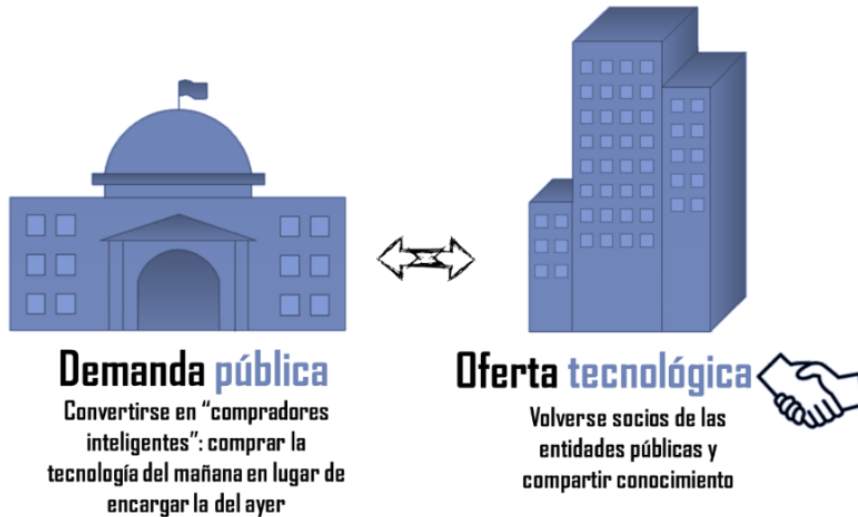 Demanda pública
Convertirse en “compradores
inteligentes”: comprar la
tecnología del mañana en lugar de
encargar la del ayer
Oferta tecnológica
Volverse socios de las
entidades públicas y
compartir conocimiento